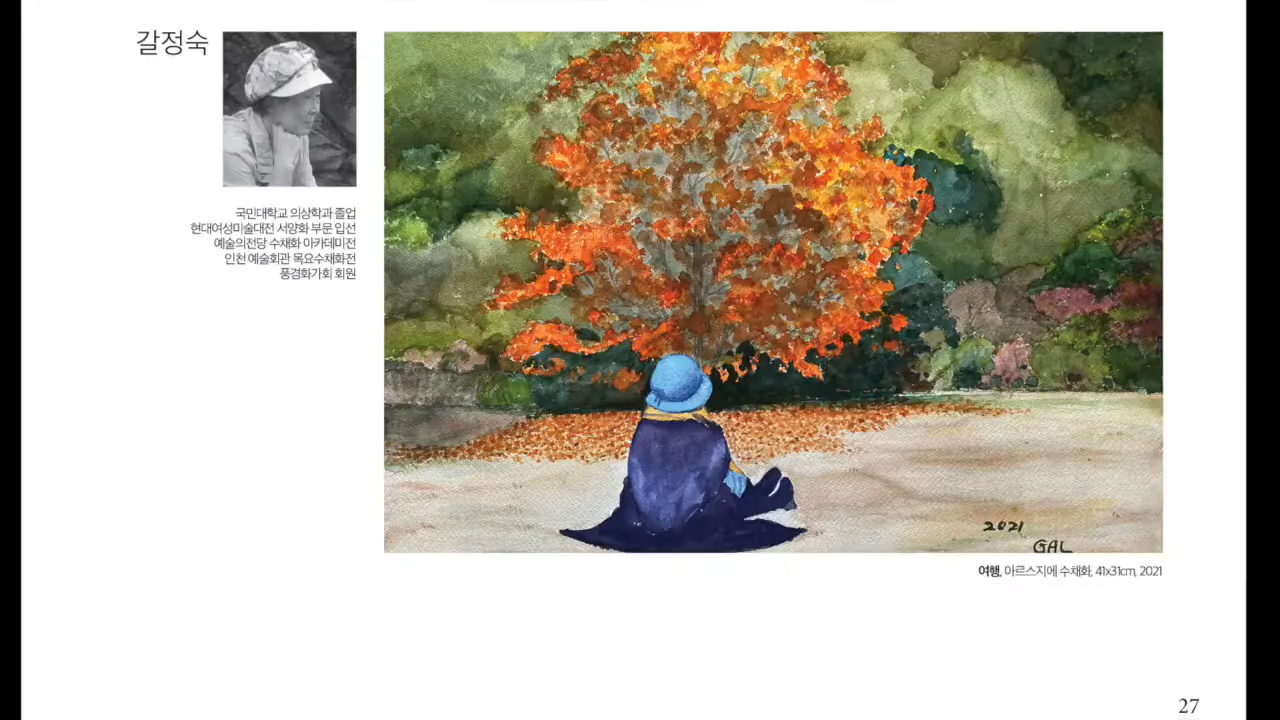 갈정숙
국민대학교 의상학과 졸업
현대여성미술대전 서양화 부문 입선
예술의전당 수채화 아카데미전
인천 예술회관 목요수채화전
풍경화가회 회원
2021
GAL
여행, 아르스지에 수채화, 41x31cm, 2021
27